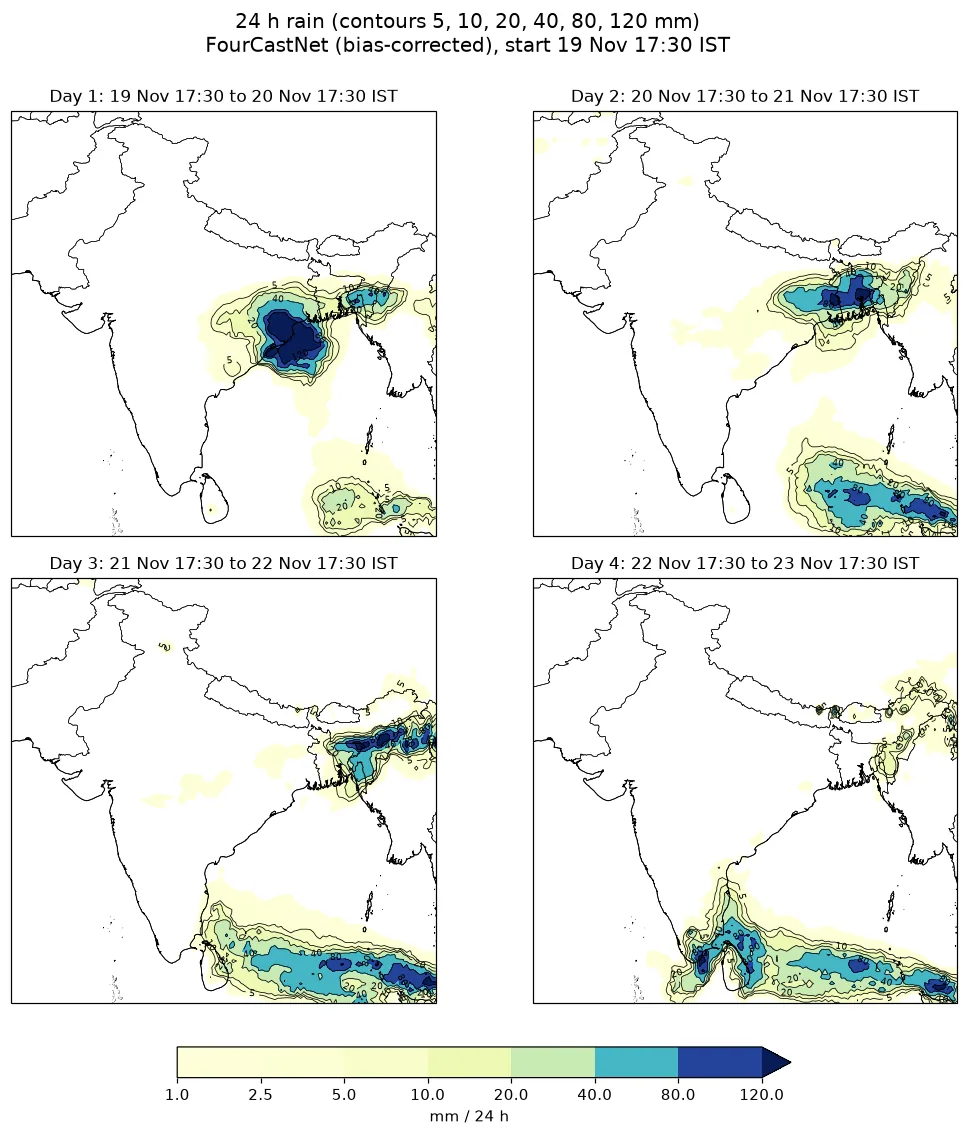 24 h rain (contours 5, 10, 20, 40, 80, 120 mm)
FourCastNet (bias-corrected), start 19 Nov 17:30 IST
Day 1: 19 Nov 17:30 to 20 Nov 17:30 IST
Day 2: 20 Nov 17:30 to 21 Nov 17:30 IST
Day 3: 21 Nov 17:30 to 22 Nov 17:30 IST
Day 4: 22 Nov 17:30 to 23 Nov 17:30 IST
1.0 2.5 5.0 10.0 20.0 40.0 80.0 120.0
mm / 24 h